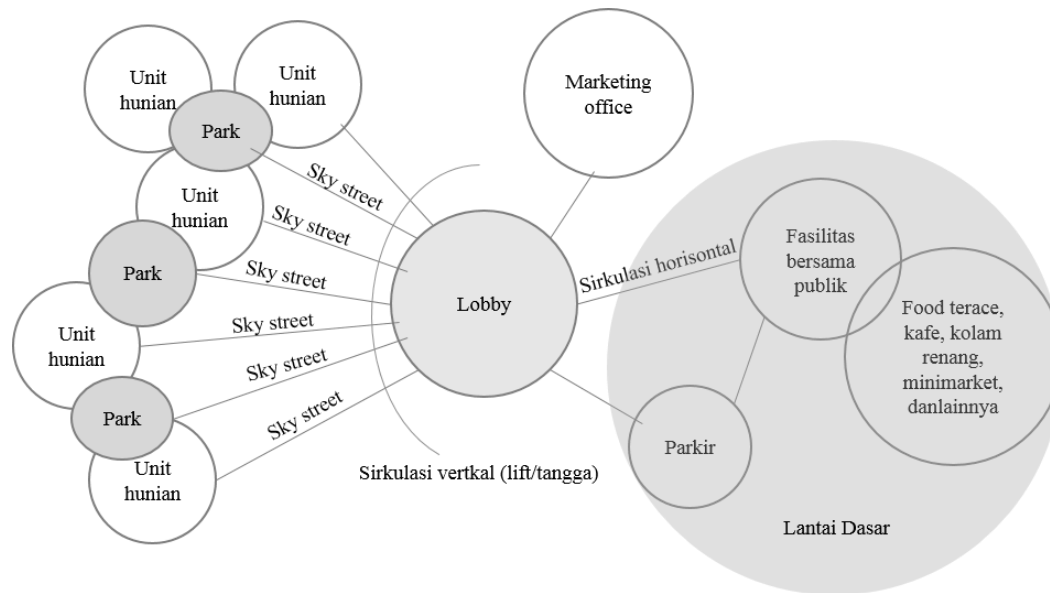 Unit
hunian
Unit
hunian
Park
Marketing
office
Sky street
Unit
hunian
Sky street
Park
Sky street
Sirkulasi horisontal
Fasilitas
bersama
publik
Lobby
Food terace,
kafe, kolam
renang,
minimarket,
danlainnya
Unit
hunian
Sky street
Sky street
Park
Sky street
Parkir
Unit
hunian
Sirkulasi vertkal (lift/tangga)
Lantai Dasar